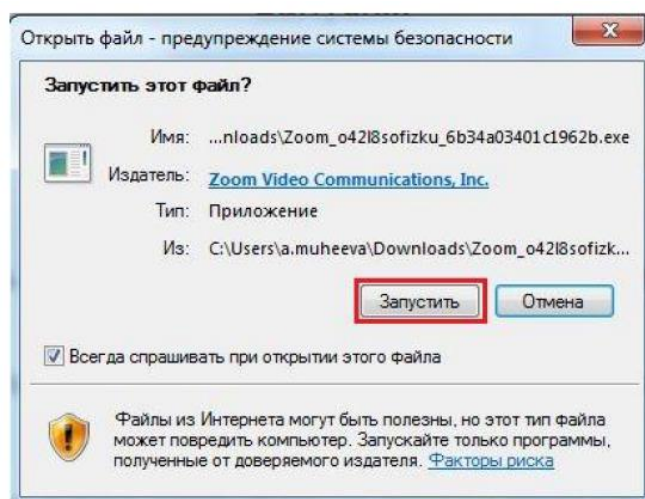 Открыть файл - предупреждение системы безопасности
Запустить этот файл?
Имя: ...nloads\Zoom_o42l8sofizku_6b34a03401c1962b.exe
Издатель: Zoom Video Communications, Inc.
Тип: Приложение
Из: C:\Users\a.muheeva\Downloads\Zoom_o42l8sofizk...
Запустить Отмена
Всегда спрашивать при открытии этого файла
Файлы из Интернета могут быть полезны, но этот тип файла
может повредить компьютер. Запускайте только программы,
полученные от доверяемого издателя. Факторы риска